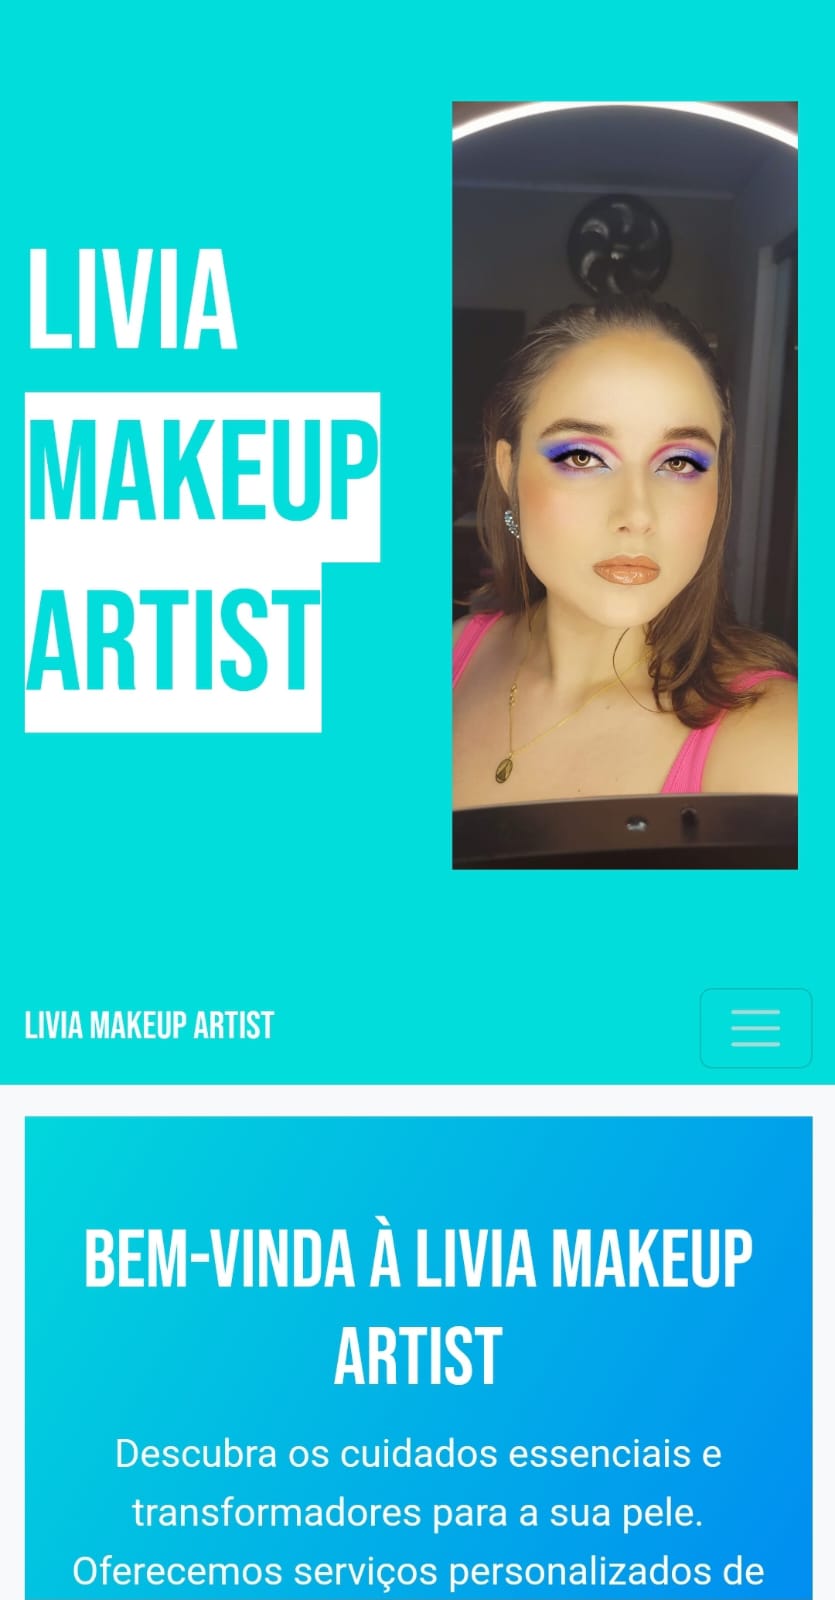 LIVIA
MAKEUP
ARTIST
LIVIA MAKEUP ARTIST
BEM-VINDA À LIVIA MAKEUP
ARTIST
Descubra os cuidados essenciais e
transformadores para a sua pele.
Oferecemos serviços personalizados de